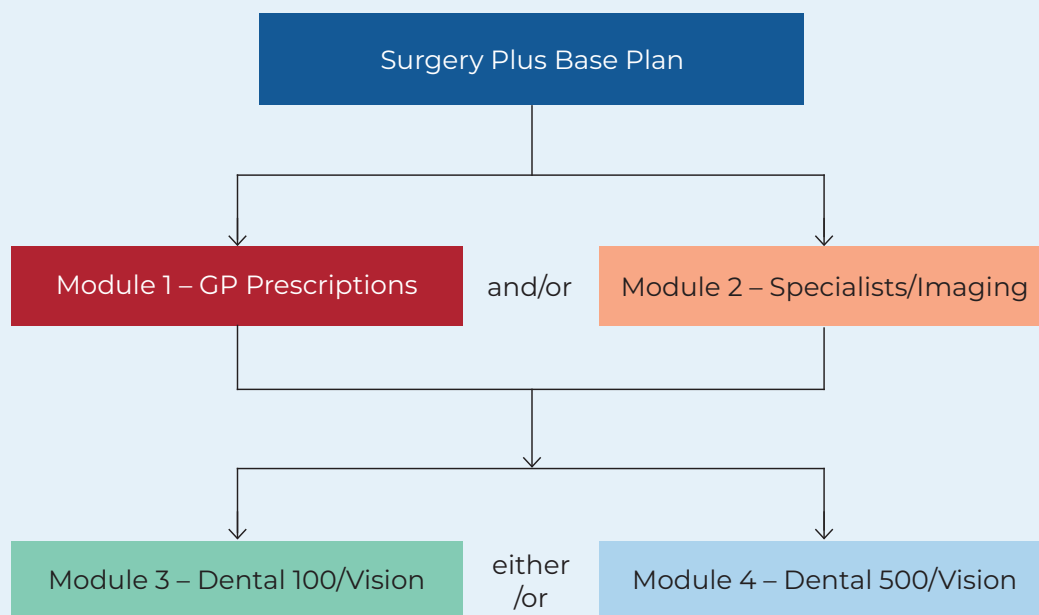 Surgery Plus Base Plan
Module 1 – GP Prescriptions
and/or
Module 2 – Specialists/Imaging
Module 3 – Dental 100/Vision
either
/or
Module 4 – Dental 500/Vision